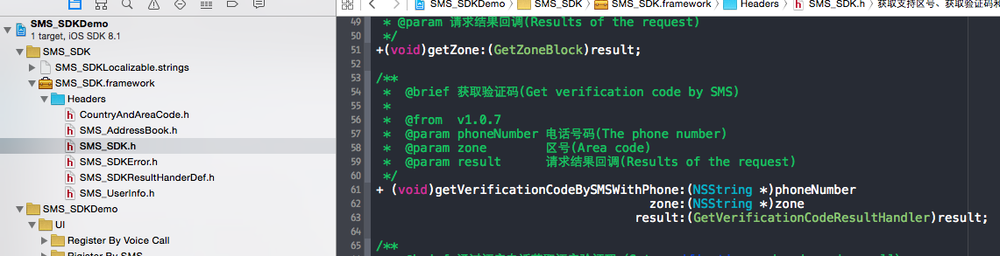 SMS_SDKDemo
1 target, iOS SDK 8.1
SMS_SDK
SMS_SDKLocalizable.strings
SMS_SDK.framework
Headers
CountryAndAreaCode.h
SMS_AddressBook.h
SMS_SDK.h
SMS_SDKError.h
SMS_SDKResultHanderDef.h
SMS_UserInfo.h
SMS_SDKDemo
UI
Register By Voice Call
Rigister By SMS
SMS_SDKDemo 〉 SMS_SDK 〉 SMS_SDK.framework 〉 Headers 〉 h SMS_SDK.h 〉 获取支持区号、获取验证码和
49 * @param 请求结果回调(Results of the request)
50 */
51 +(void)getZone:(GetZoneBlock)result;
52
53 /**
54 * @brief 获取验证码(Get verification code by SMS)
55 *
56 * @from v1.0.7
57 * @param phoneNumber 电话号码(The phone number)
58 * @param zone 区号(Area code)
59 * @param result 请求结果回调(Results of the request)
60 */
61 + (void)getVerificationCodeBySMSWithPhone:(NSString *)phoneNumber
62 zone:(NSString *)zone
63 result:(GetVerificationCodeResultHandler)result;
64
65 /**